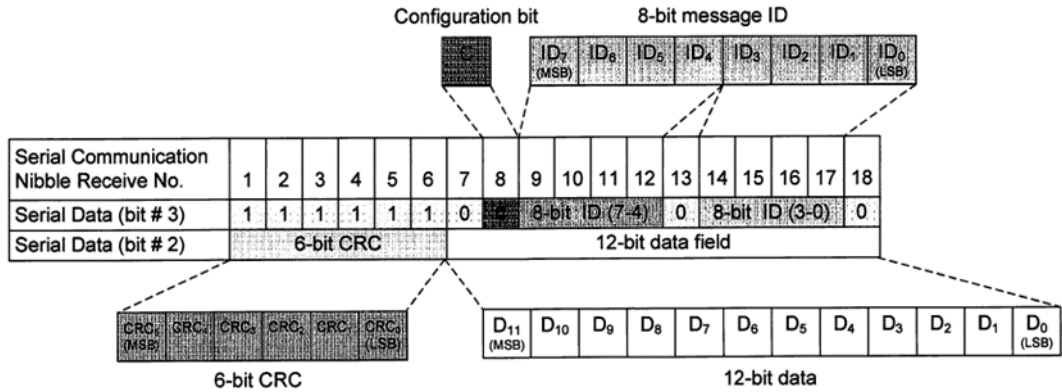 Configuration bit 8-bit message ID
C ID7 ID6 ID5 ID4 ID3 ID2 ID1 ID0
(MSB) (LSB)
Serial Communication
Nibble Receive No. 1 2 3 4 5 6 7 8 9 10 11 12 13 14 15 16 17 18
Serial Data (bit # 3) 1 1 1 1 1 1 0 8-bit ID (7-4) 0 8-bit ID (3-0) 0
Serial Data (bit # 2) 6-bit CRC 12-bit data field
CRC5 CRC4 CRC3 CRC2 CRC1 CRC0 D11 D10 D9 D8 D7 D6 D5 D4 D3 D2 D1 D0
(MSB) (LSB) (MSB) (LSB)
6-bit CRC 12-bit data